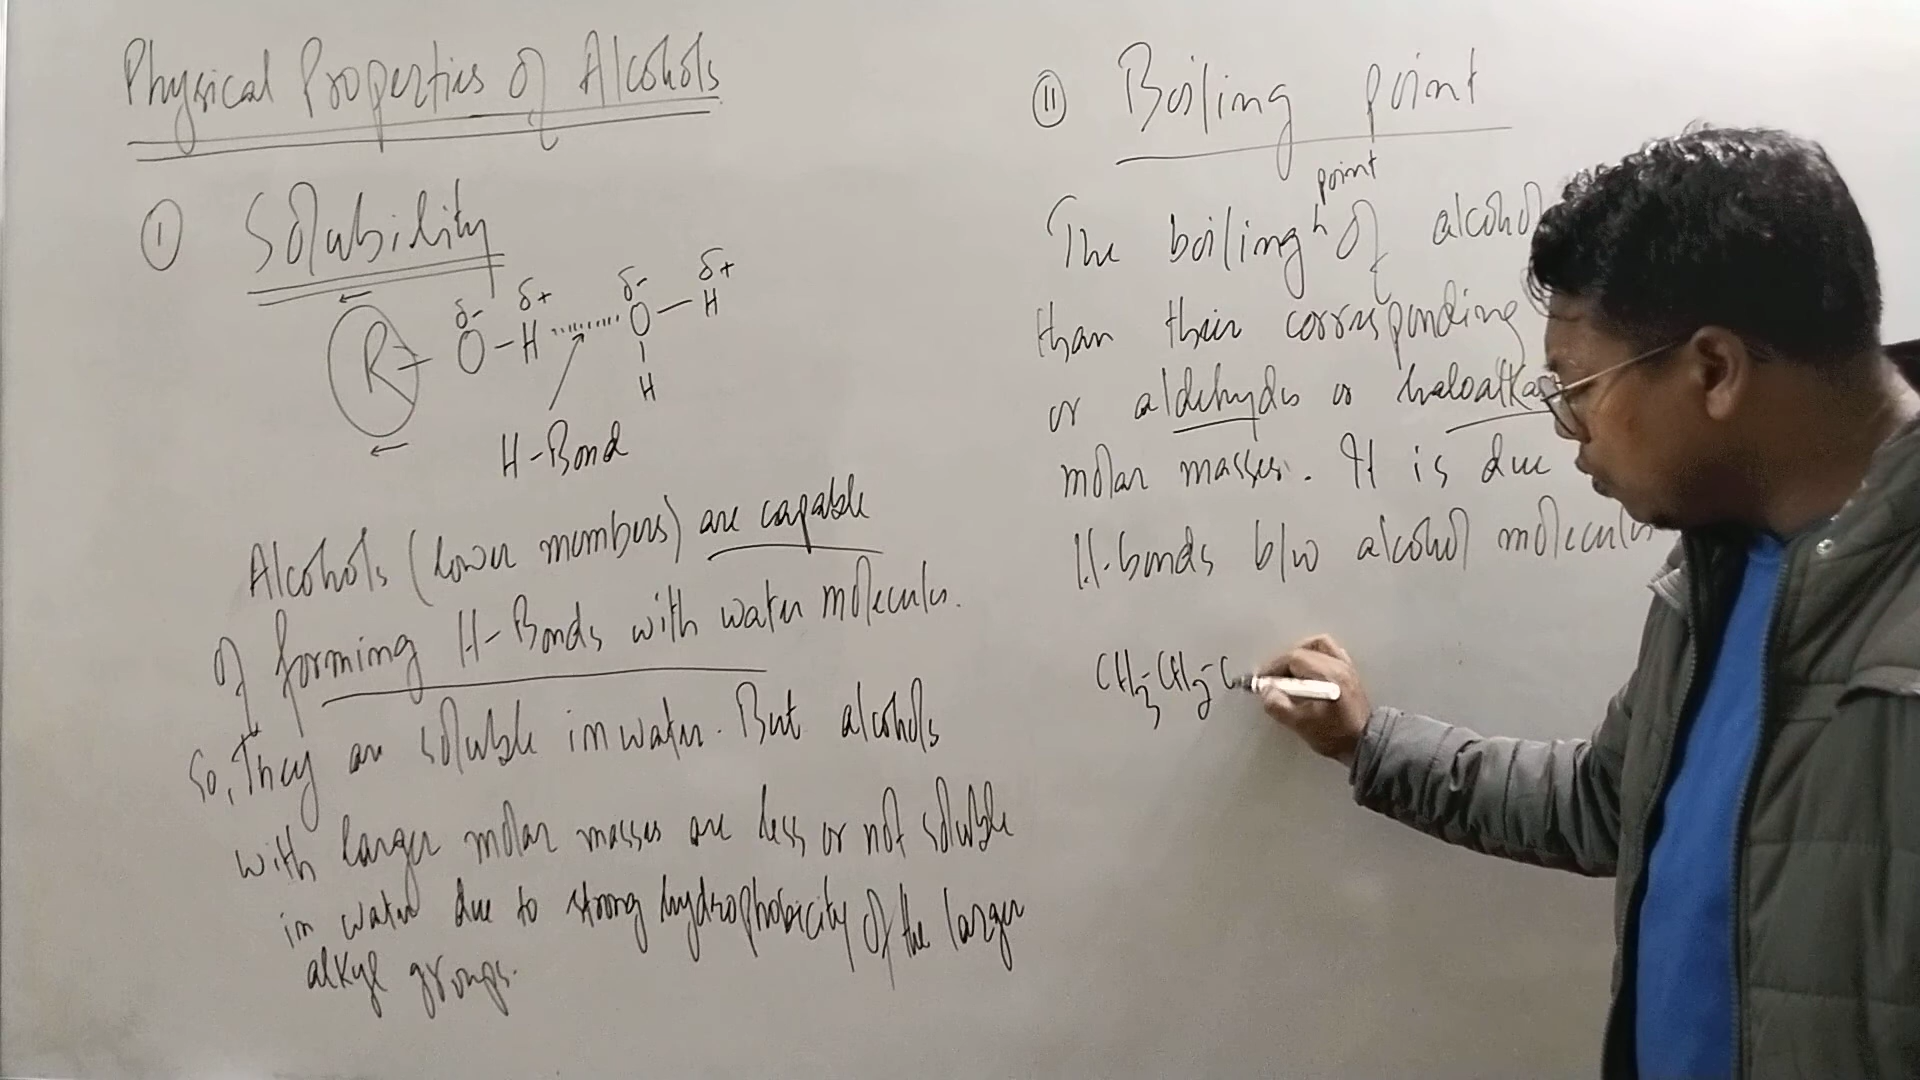 Physical Properties of Alcohols
I Solubility
δ- δ+ δ- δ+
R - O - H ........ O - H
H
H-Bond
Alcohols (lower members) are capable
of forming H-Bonds with water molecules.
So, They are soluble in water. But alcohols
with larger molar masses are less or not soluble
in water due to strong hydrophobicity of the larger
alkyl groups.
II Boiling point
point
The boiling of alcohol
than their corresponding
or aldehydes or haloalka
molar masses. It is due
H-bonds b/w alcohol molecules
CH3-CH2-C